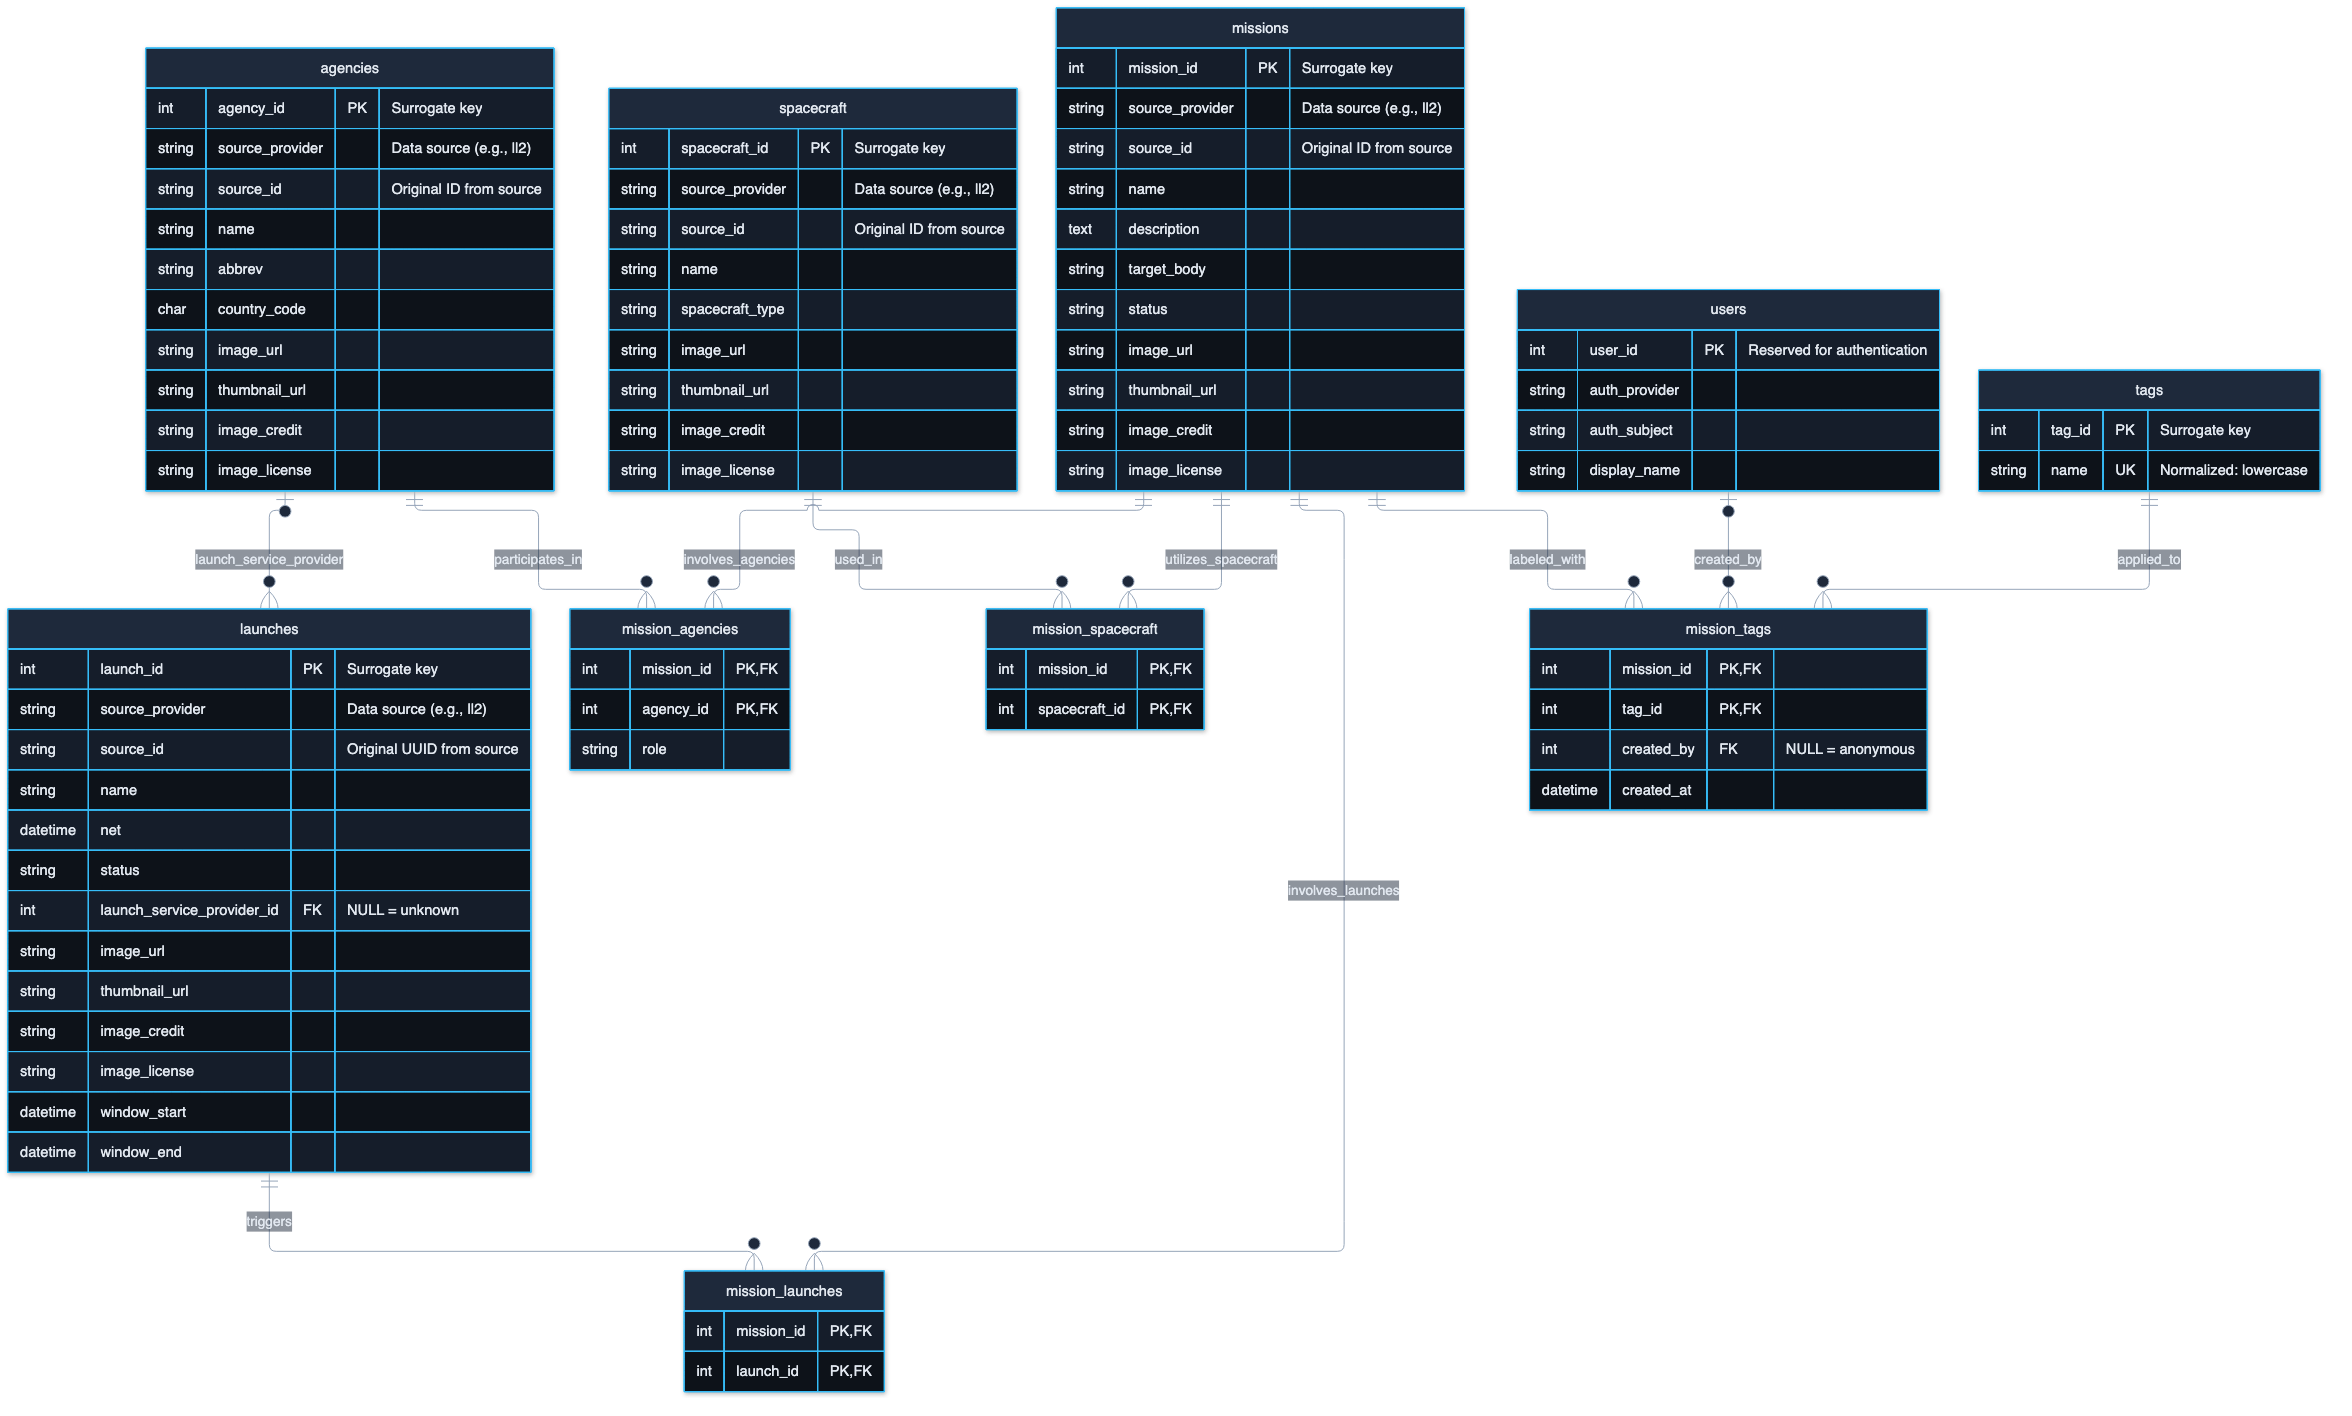 missions
int mission_id PK Surrogate key
string source_provider Data source (e.g., ll2)
string source_id Original ID from source
string name
text description
string target_body
string status
string image_url
string thumbnail_url
string image_credit
string image_license
agencies
int agency_id PK Surrogate key
string source_provider Data source (e.g., ll2)
string source_id Original ID from source
string name
string abbrev
char country_code
string image_url
string thumbnail_url
string image_credit
string image_license
spacecraft
int spacecraft_id PK Surrogate key
string source_provider Data source (e.g., ll2)
string source_id Original ID from source
string name
string spacecraft_type
string image_url
string thumbnail_url
string image_credit
string image_license
users
int user_id PK Reserved for authentication
string auth_provider
string auth_subject
string display_name
tags
int tag_id PK Surrogate key
string name UK Normalized: lowercase
launch_service_provider
participates_in
involves_agencies
used_in
utilizes_spacecraft
labeled_with
created_by
applied_to
launches
int launch_id PK Surrogate key
string source_provider Data source (e.g., ll2)
string source_id Original UUID from source
string name
datetime net
string status
int launch_service_provider_id FK NULL = unknown
string image_url
string thumbnail_url
string image_credit
string image_license
datetime window_start
datetime window_end
mission_agencies
int mission_id PK,FK
int agency_id PK,FK
string role
mission_spacecraft
int mission_id PK,FK
int spacecraft_id PK,FK
mission_tags
int mission_id PK,FK
int tag_id PK,FK
int created_by FK NULL = anonymous
datetime created_at
involves_launches
triggers
mission_launches
int mission_id PK,FK
int launch_id PK,FK